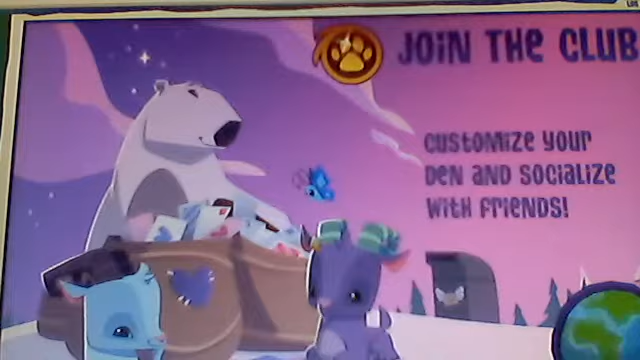 JOIN THE CLUB
CUSTOMIZE YOUR
DEN AND SOCIALIZE
WITH FRIENDS!